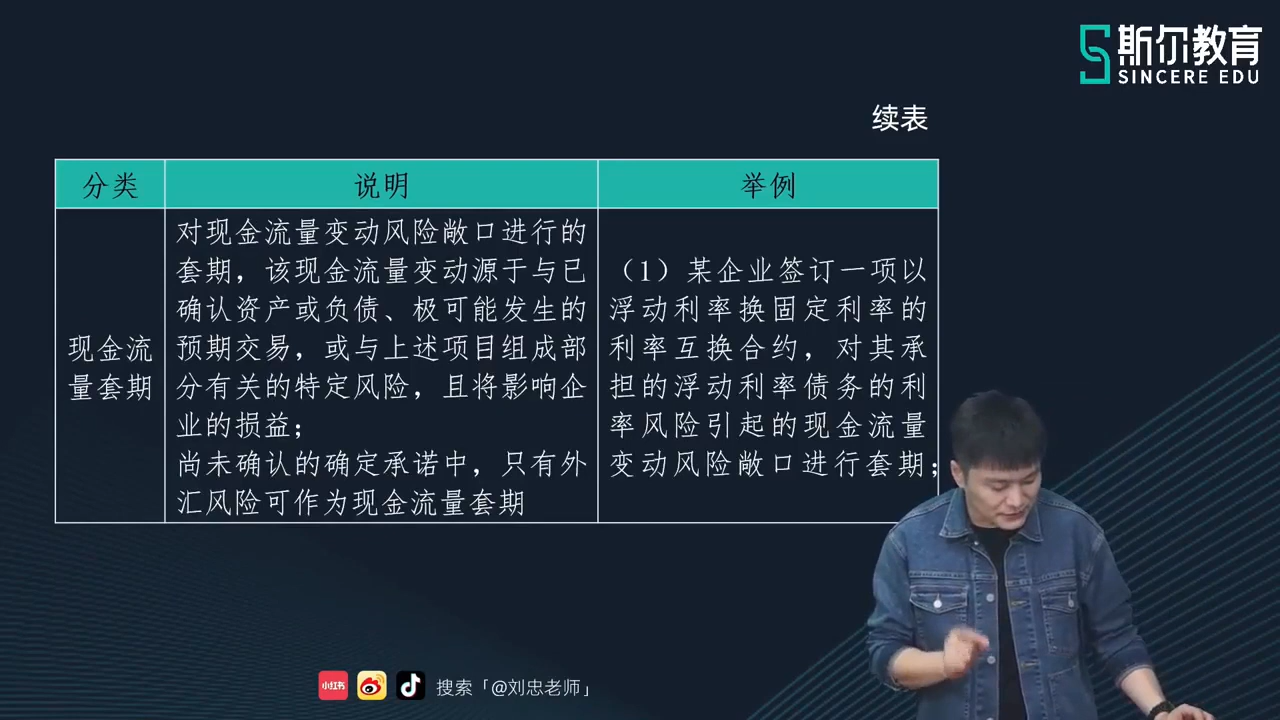 斯尔教育
SINCERE EDU
续表
分类
说明
举例
现金流
量套期
对现金流量变动风险敞口进行的
套期，该现金流量变动源于与已
确认资产或负债、极可能发生的
预期交易，或与上述项目组成部
分有关的特定风险，且将影响企
业的损益；
尚未确认的确定承诺中，只有外
汇风险可作为现金流量套期
（1）某企业签订一项以
浮动利率换固定利率的
利率互换合约，对其承
担的浮动利率债务的利
率风险引起的现金流量
变动风险敞口进行套期；
小红书
搜索「@刘忠老师」